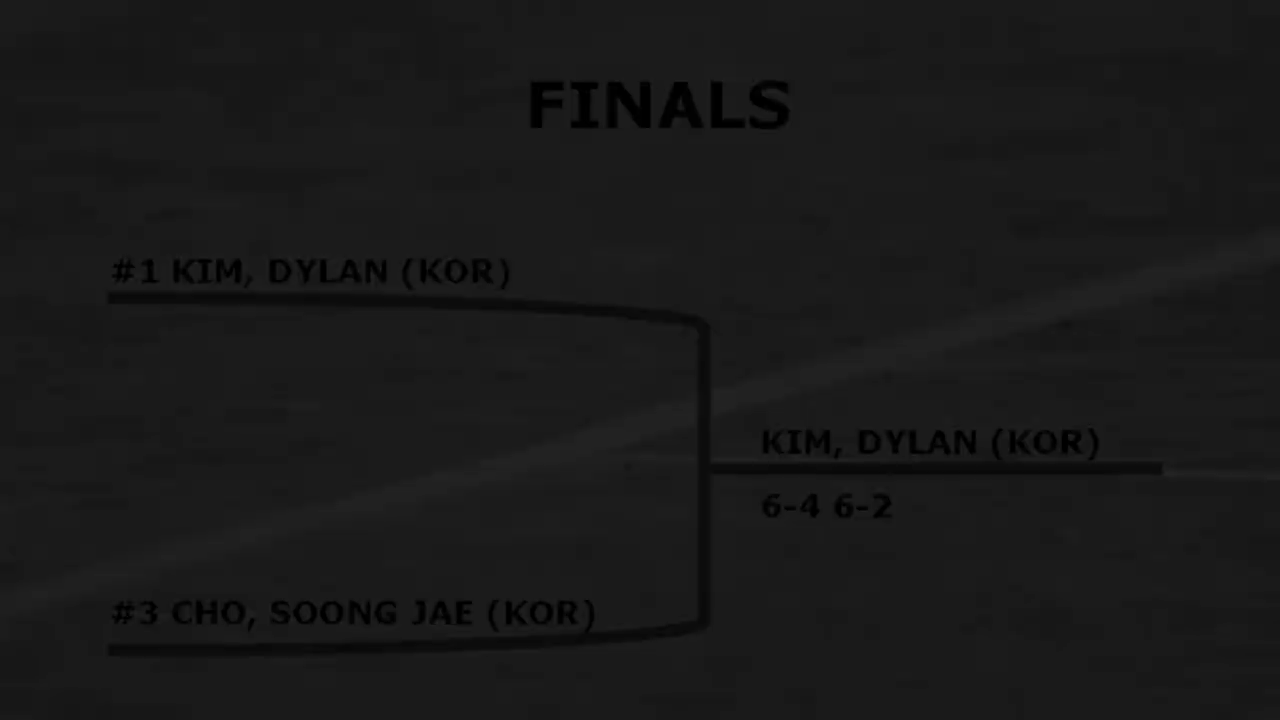 FINALS
#1 KIM, DYLAN (KOR)
KIM, DYLAN (KOR)
6-4 6-2
#3 CHO, SOONG JAE (KOR)